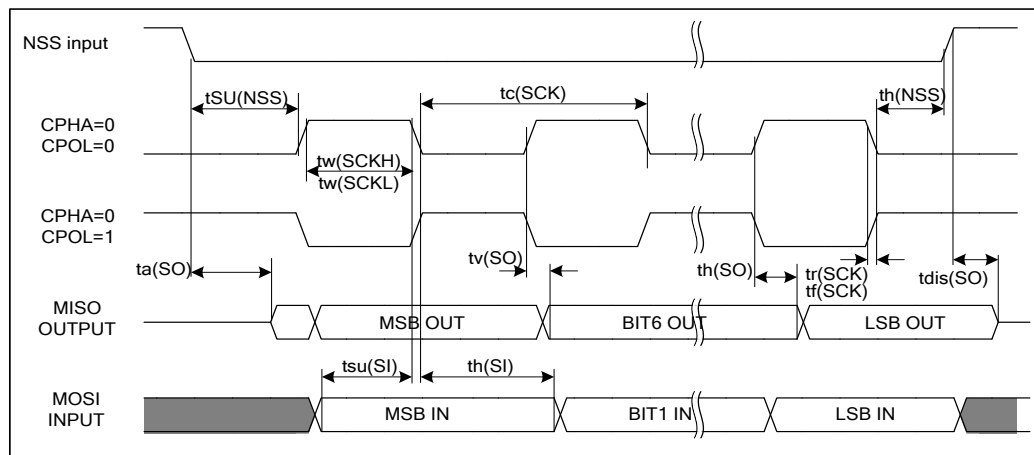 NSS input
tSU(NSS)
tc(SCK)
th(NSS)
CPHA=0
CPOL=0
tw(SCKH)
tw(SCKL)
CPHA=0
CPOL=1
ta(SO)
tv(SO)
th(SO)
tr(SCK)
tf(SCK)
tdis(SO)
MISO
OUTPUT
MSB OUT
BIT6 OUT
LSB OUT
tsu(SI)
th(SI)
MOSI
INPUT
MSB IN
BIT1 IN
LSB IN